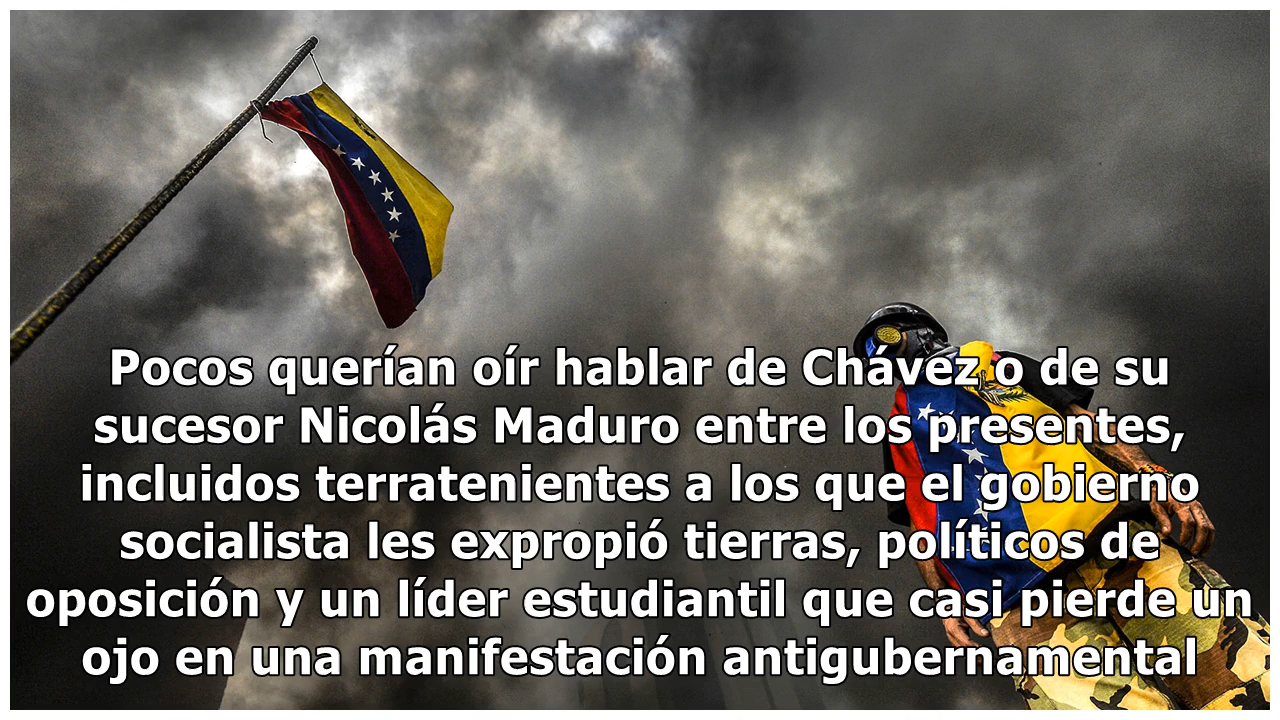 Pocos querían oír hablar de Chávez o de su
sucesor Nicolás Maduro entre los presentes,
incluidos terratenientes a los que el gobierno
socialista les expropió tierras, políticos de
oposición y un líder estudiantil que casi pierde un
ojo en una manifestación antigubernamental